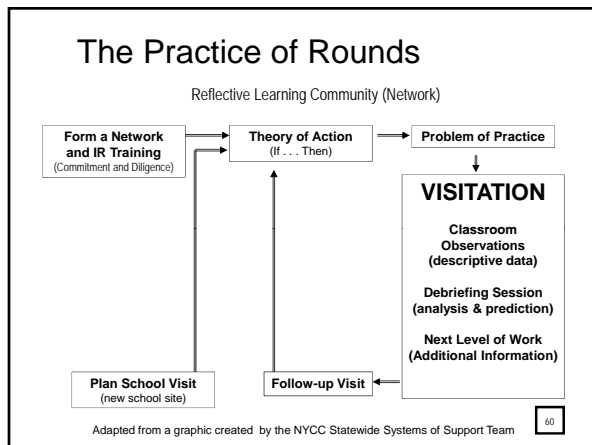 The Practice of Rounds
Reflective Learning Community (Network)
Form a Network
and IR Training
(Commitment and Diligence)
Theory of Action
(If . . . Then)
Problem of Practice
VISITATION
Classroom
Observations
(descriptive data)
Debriefing Session
(analysis & prediction)
Next Level of Work
(Additional Information)
Plan School Visit
(new school site)
Follow-up Visit
Adapted from a graphic created by the NYCC Statewide Systems of Support Team
60